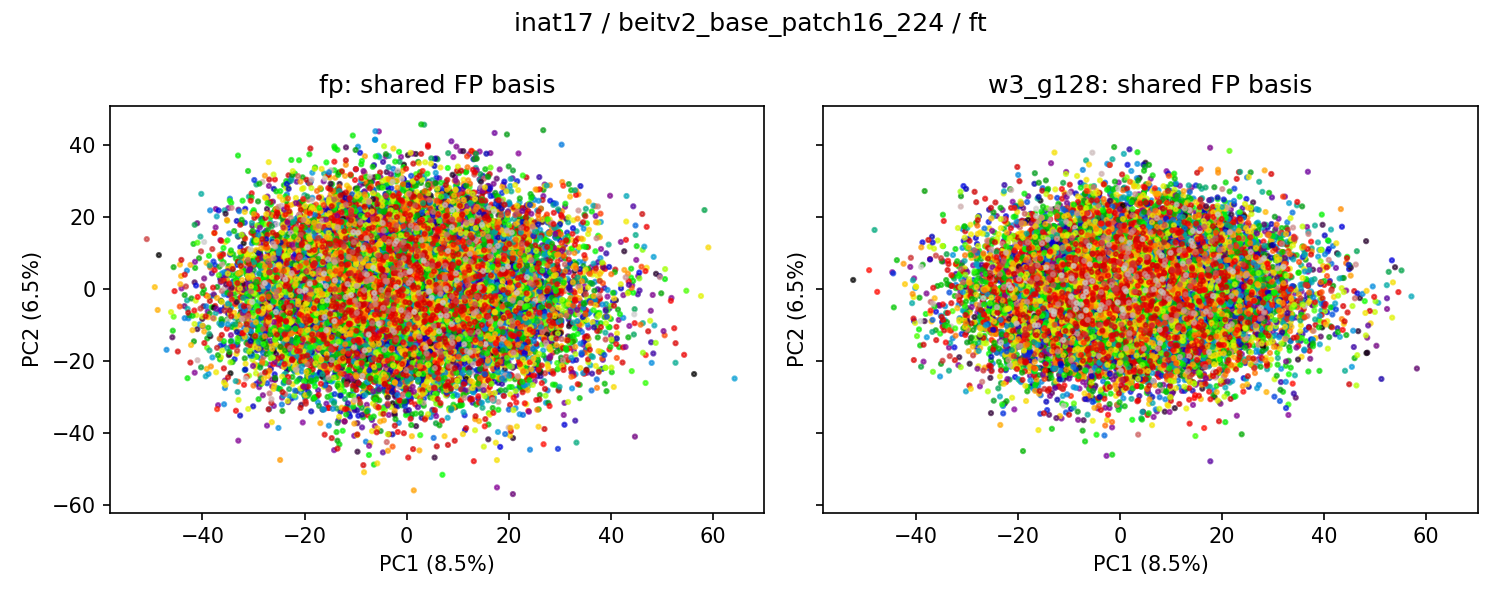 inat17 / beitv2_base_patch16_224 / ft
fp: shared FP basis
w3_g128: shared FP basis
40
20
0
−20
−40
−60
PC2 (6.5%)
PC2 (6.5%)
−40 −20 0 20 40 60
−40 −20 0 20 40 60
PC1 (8.5%)
PC1 (8.5%)